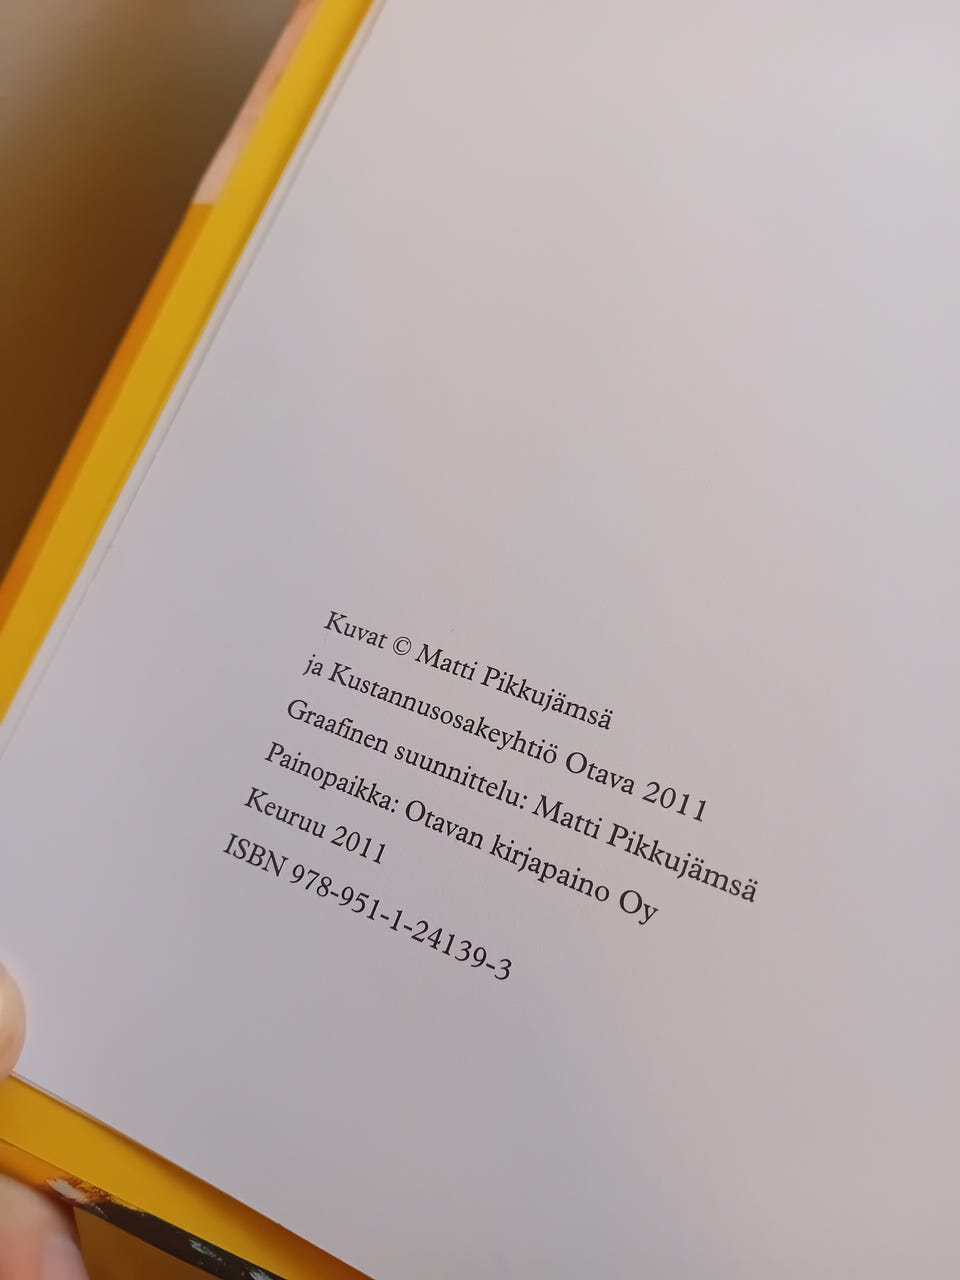 Kuvat © Matti Pikkujämsä
ja Kustannusosakeyhtiö Otava 2011
Graafinen suunnittelu: Matti Pikkujämsä
Painopaikka: Otavan kirjapaino Oy
Keuruu 2011
ISBN 978-951-1-24139-3